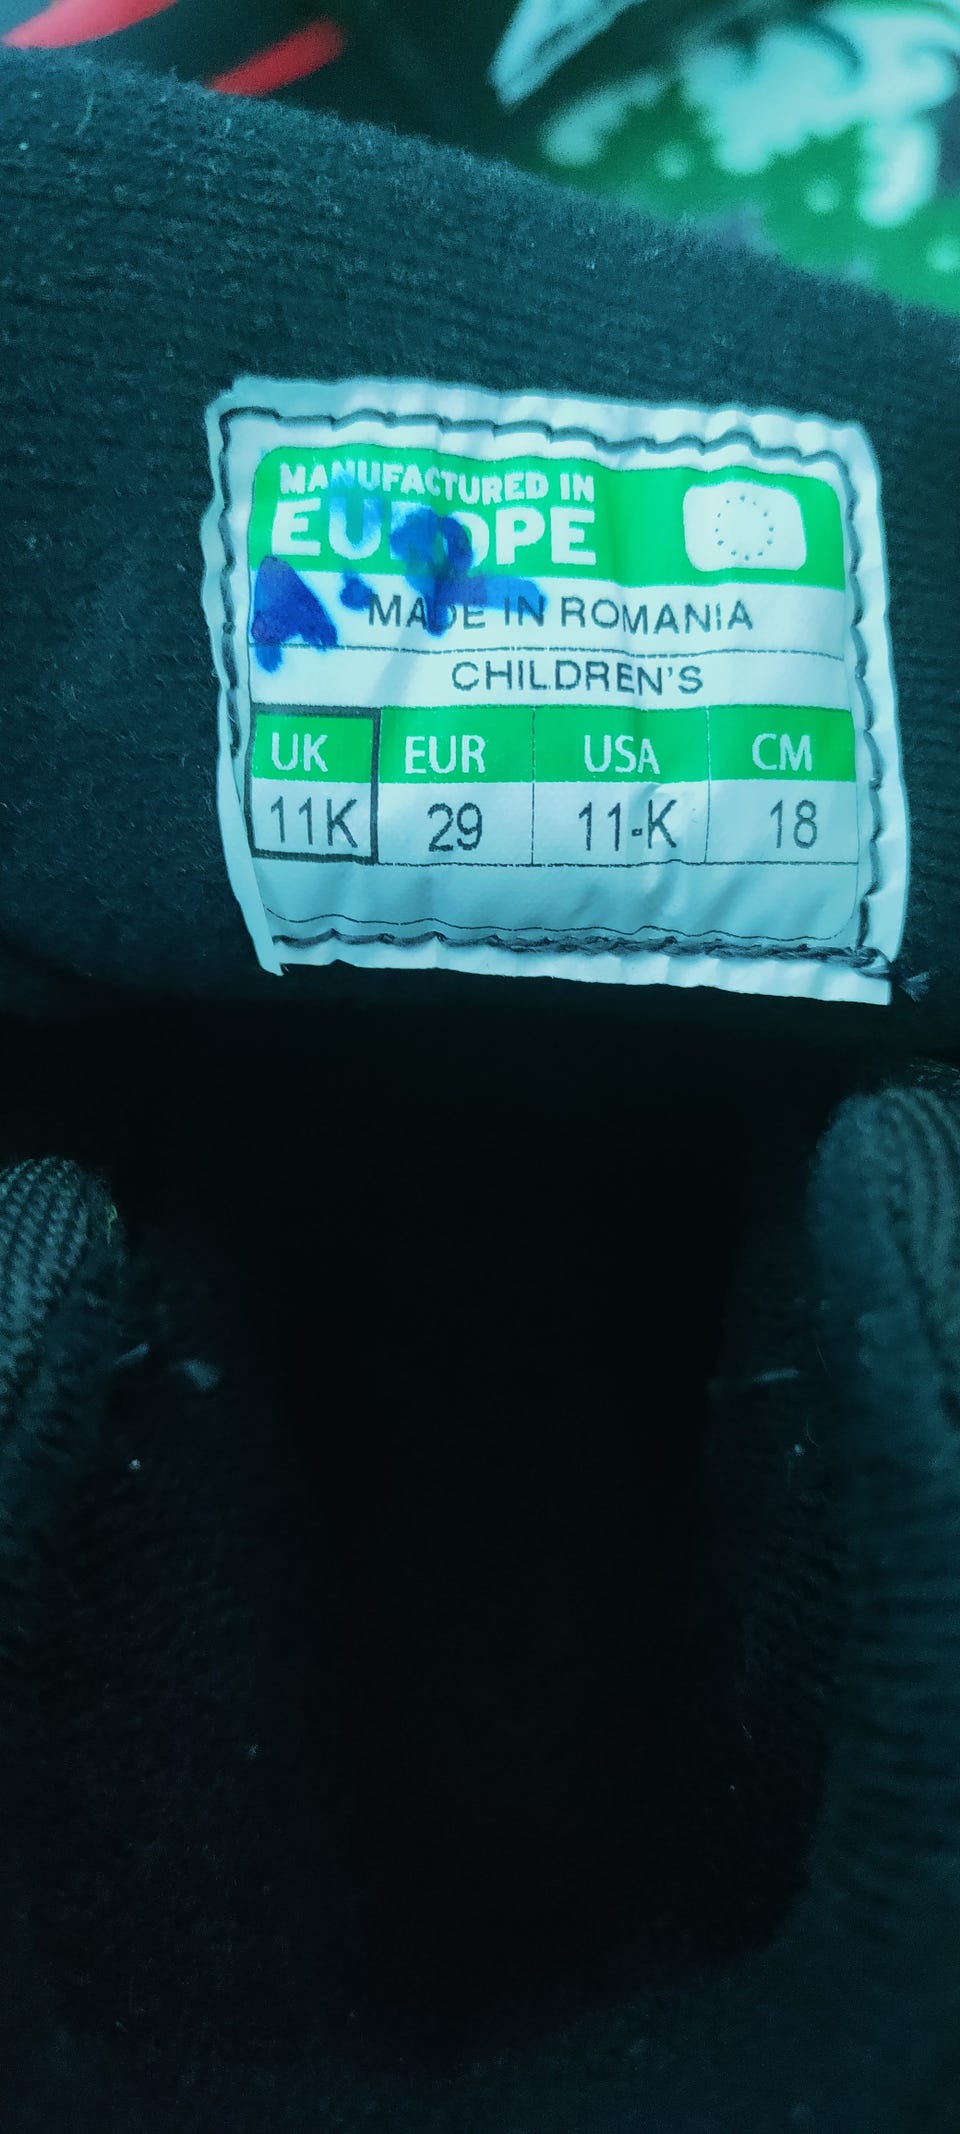 MANUFACTURED IN
EUROPE
MADE IN ROMANIA
CHILDREN'S
UK EUR USA CM
11K 29 11-K 18